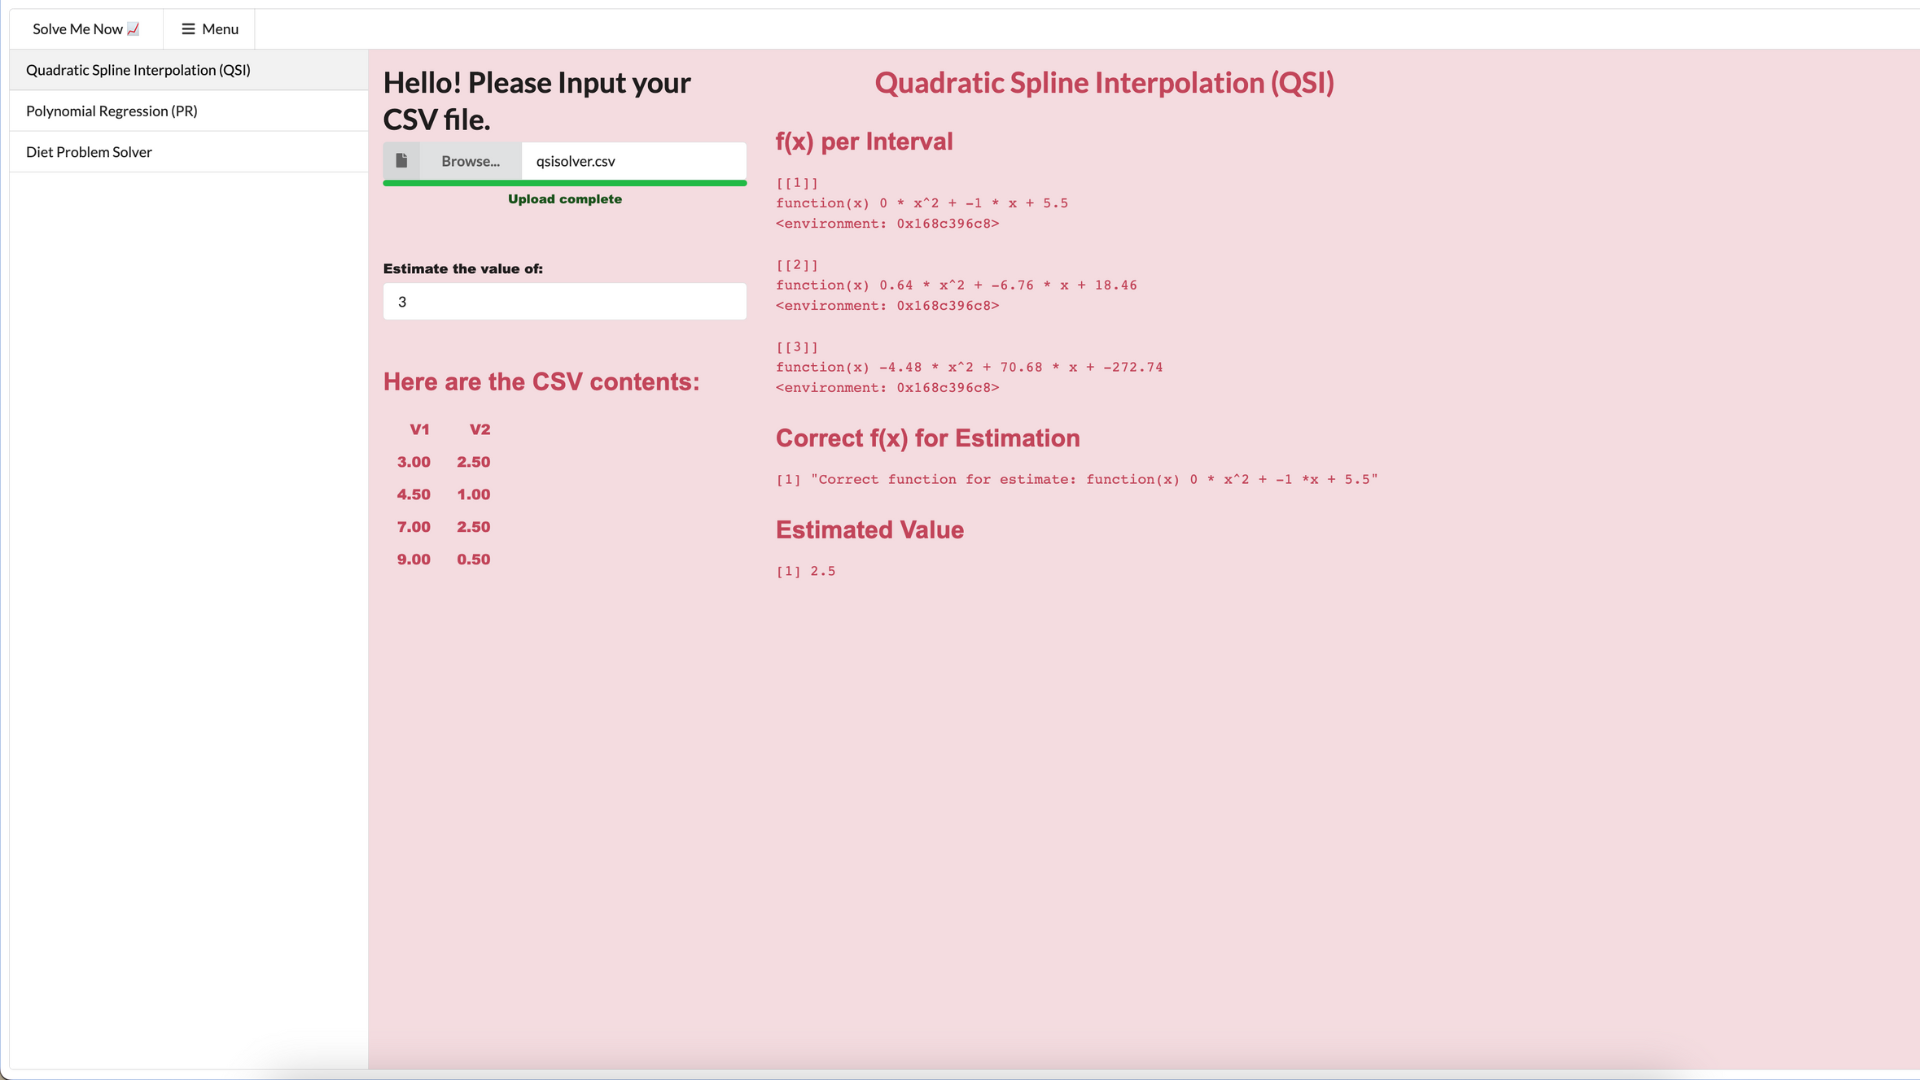 Solve Me Now 📈
Menu
Quadratic Spline Interpolation (QSI)
Polynomial Regression (PR)
Diet Problem Solver
Hello! Please Input your
CSV file.
Browse...
qsisolver.csv
Upload complete
Estimate the value of:
3
Here are the CSV contents:
V1 V2
3.00 2.50
4.50 1.00
7.00 2.50
9.00 0.50
Quadratic Spline Interpolation (QSI)
f(x) per Interval
[[1]]
function(x) 0 * x^2 + -1 * x + 5.5
<environment: 0x168c396c8>
[[2]]
function(x) 0.64 * x^2 + -6.76 * x + 18.46
<environment: 0x168c396c8>
[[3]]
function(x) -4.48 * x^2 + 70.68 * x + -272.74
<environment: 0x168c396c8>
Correct f(x) for Estimation
[1] "Correct function for estimate: function(x) 0 * x^2 + -1 *x + 5.5"
Estimated Value
[1] 2.5